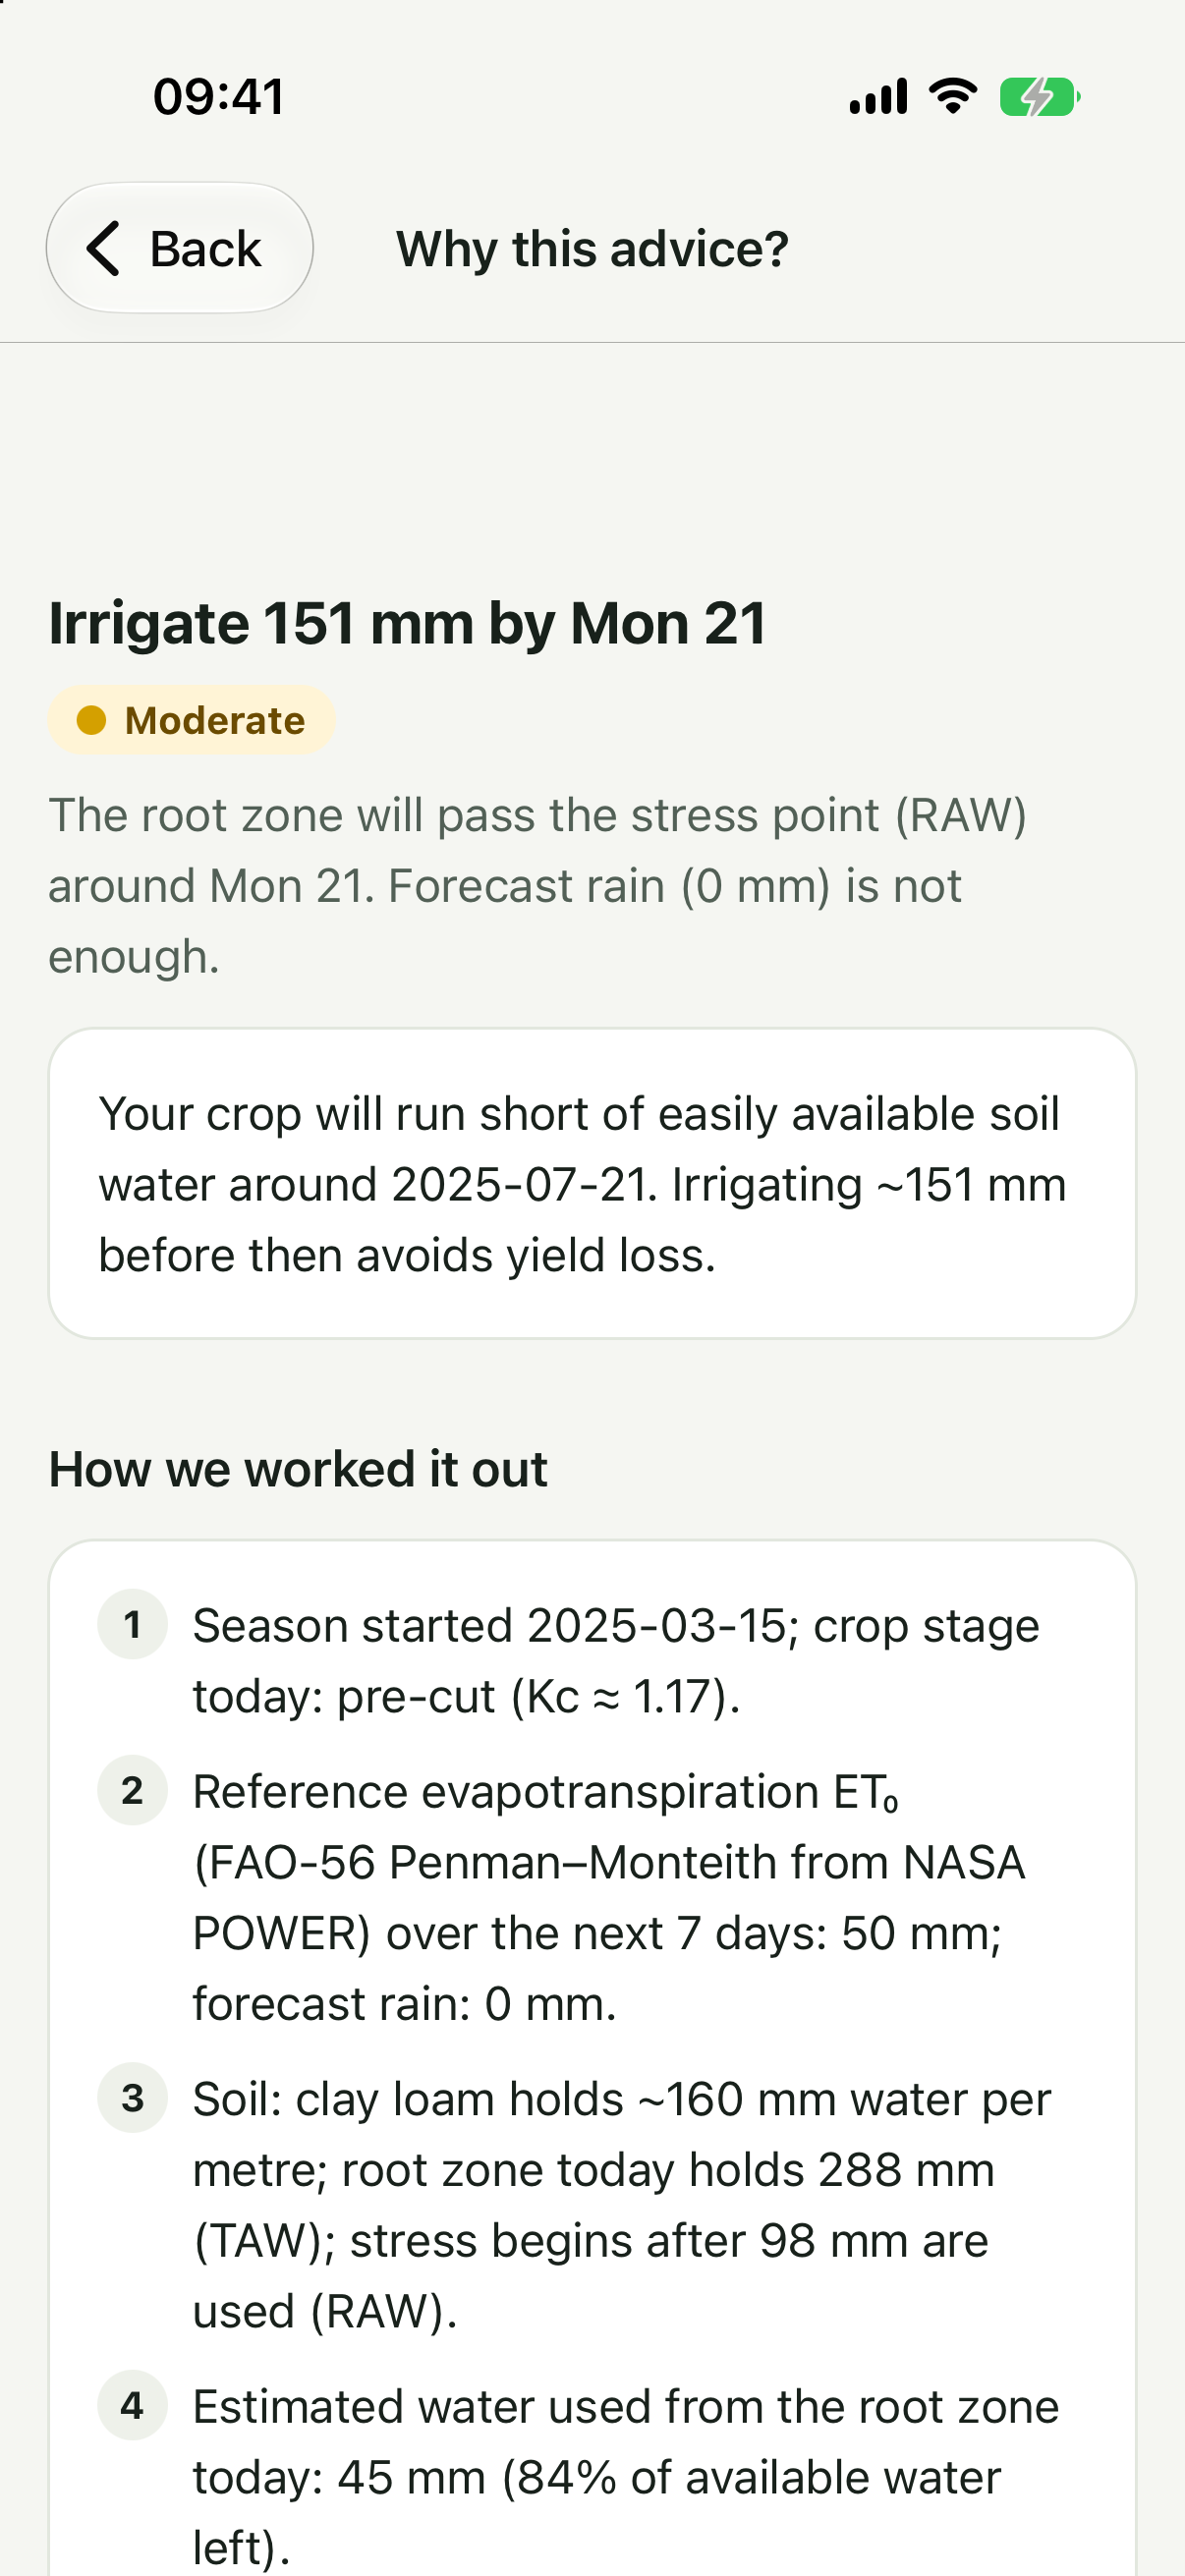 09:41
Back
Why this advice?
Irrigate 151 mm by Mon 21
Moderate
The root zone will pass the stress point (RAW)
around Mon 21. Forecast rain (0 mm) is not
enough.
Your crop will run short of easily available soil
water around 2025-07-21. Irrigating ~151 mm
before then avoids yield loss.
How we worked it out
1 Season started 2025-03-15; crop stage
today: pre-cut (Kc ≈ 1.17).
2 Reference evapotranspiration ET₀
(FAO-56 Penman–Monteith from NASA
POWER) over the next 7 days: 50 mm;
forecast rain: 0 mm.
3 Soil: clay loam holds ~160 mm water per
metre; root zone today holds 288 mm
(TAW); stress begins after 98 mm are
used (RAW).
4 Estimated water used from the root zone
today: 45 mm (84% of available water
left).